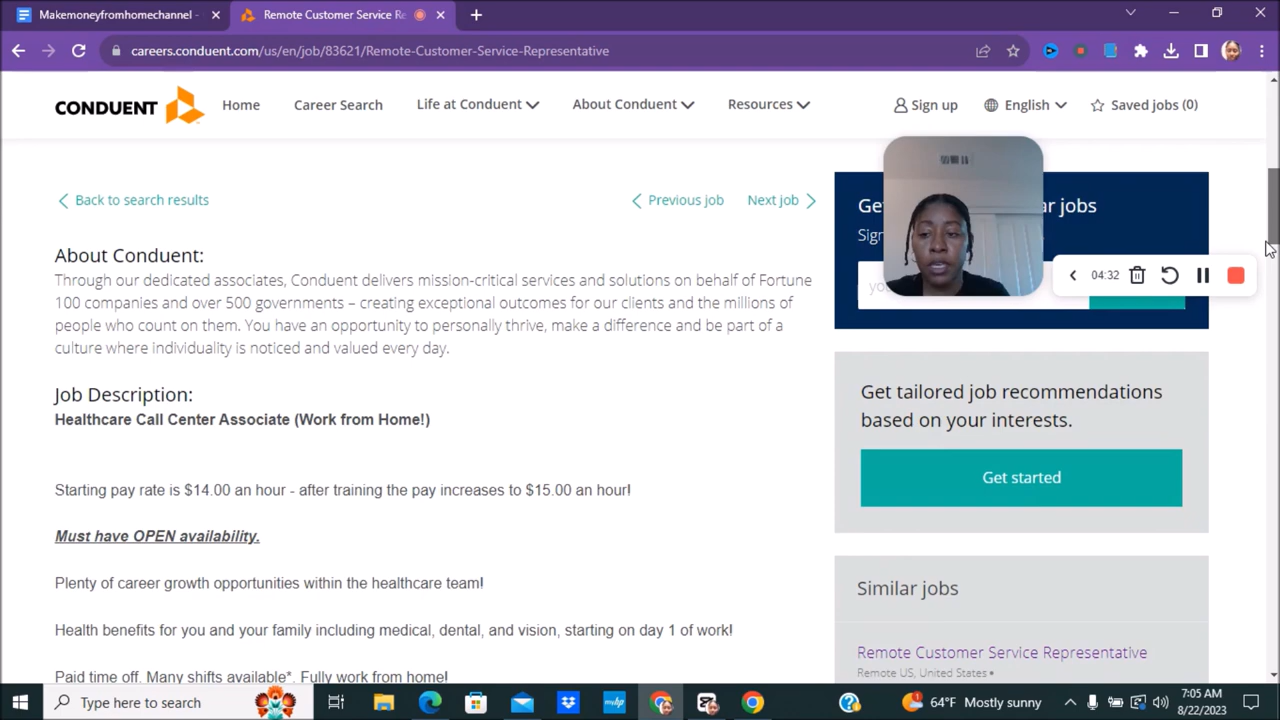 Makemoneyfromhomechannel -
Remote Customer Service Re
careers.conduent.com/us/en/job/83621/Remote-Customer-Service-Representative
CONDUENT
Home
Career Search
Life at Conduent
About Conduent
Resources
Sign up
English
Saved jobs (0)
Back to search results
Previous job
Next job
About Conduent:
Through our dedicated associates, Conduent delivers mission-critical services and solutions on behalf of Fortune
100 companies and over 500 governments – creating exceptional outcomes for our clients and the millions of
people who count on them. You have an opportunity to personally thrive, make a difference and be part of a
culture where individuality is noticed and valued every day.
Job Description:
Healthcare Call Center Associate (Work from Home!)
Starting pay rate is $14.00 an hour - after training the pay increases to $15.00 an hour!
Must have OPEN availability.
Plenty of career growth opportunities within the healthcare team!
Health benefits for you and your family including medical, dental, and vision, starting on day 1 of work!
Paid time off. Many shifts available*. Fully work from home!
jobs
04:32
Get tailored job recommendations
based on your interests.
Get started
Similar jobs
Remote Customer Service Representative
Remote US, United States •
Type here to search
64°F Mostly sunny
7:05 AM
8/22/2023